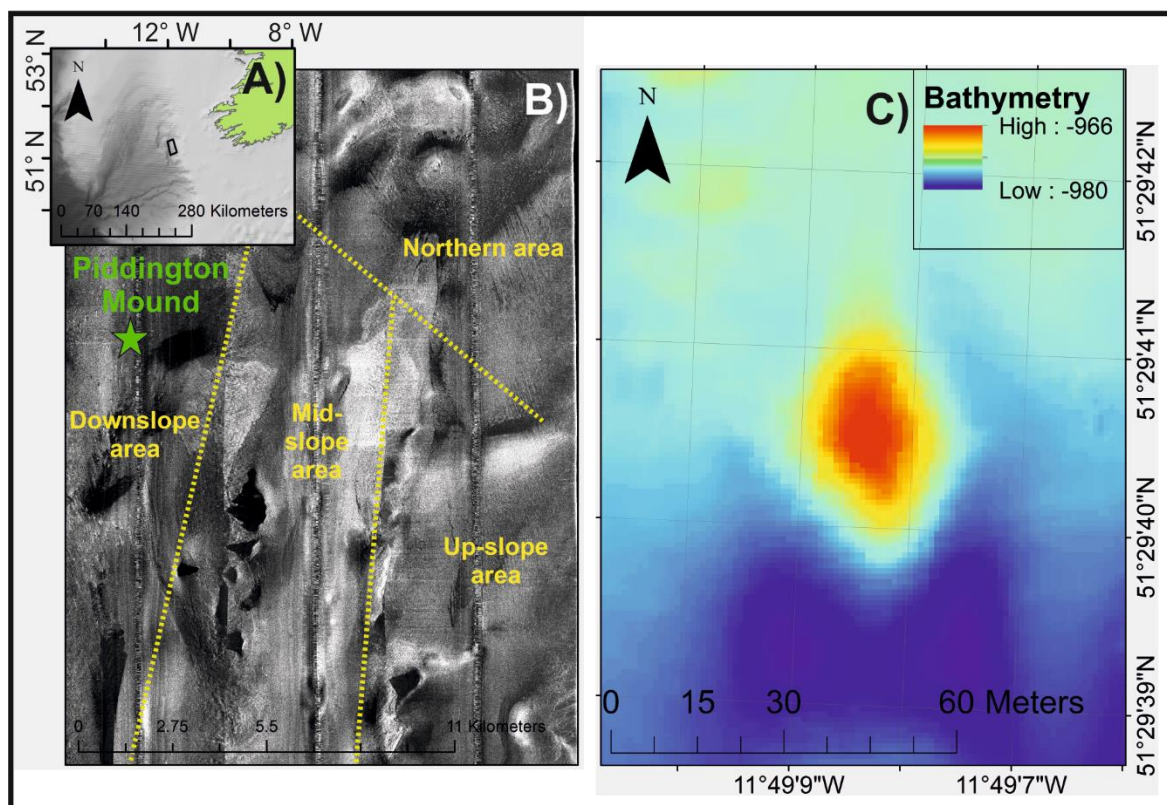 12° W 8° W
53° N
51° N
N
A)
0 70 140 280 Kilometers
B)
Northern area
Piddington
Mound
Downslope
area
Mid-
slope
area
Up-slope
area
0 2.75 5.5 11 Kilometers
C)
N
Bathymetry
High : -966
Low : -980
51°29'42"N
51°29'41"N
51°29'40"N
51°29'39"N
0 15 30 60 Meters
11°49'9"W 11°49'7"W